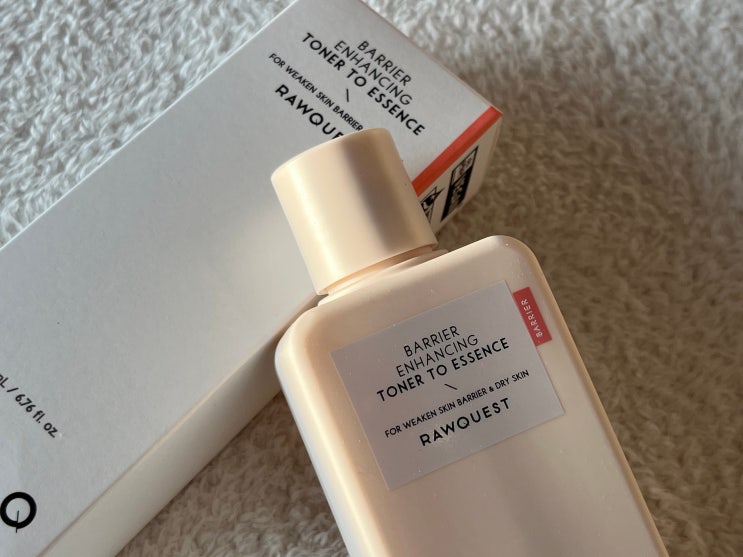 BARRIER
ENHANCING
TONER TO ESSENCE
\
FOR WEAKEN SKIN BARRIER
RAWQUE
/ 6.76 fl. oz
Q
BARRIER
ENHANCING
TONER TO ESSENCE
\
FOR WEAKEN SKIN BARRIER & DRY SKIN
RAWQUEST
BARRIER